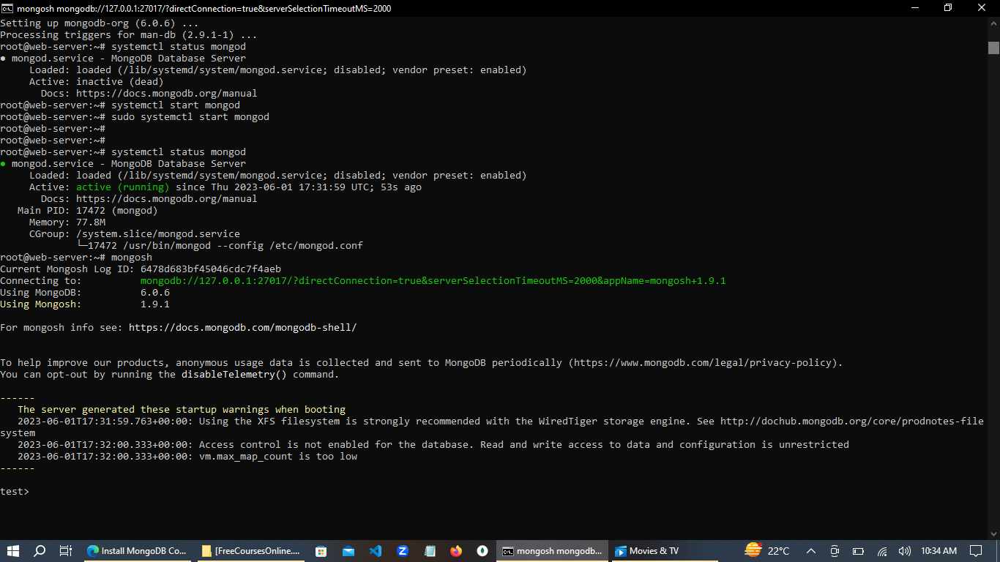 mongosh mongodb://127.0.0.1:27017/?directConnection=true&serverSelectionTimeoutMS=2000
Setting up mongodb-org (6.0.6) ...
Processing triggers for man-db (2.9.1-1) ...
root@web-server:~# systemctl status mongod
● mongod.service - MongoDB Database Server
Loaded: loaded (/lib/systemd/system/mongod.service; disabled; vendor preset: enabled)
Active: inactive (dead)
Docs: https://docs.mongodb.org/manual
root@web-server:~# systemctl start mongod
root@web-server:~# sudo systemctl start mongod
root@web-server:~#
root@web-server:~#
root@web-server:~# systemctl status mongod
● mongod.service - MongoDB Database Server
Loaded: loaded (/lib/systemd/system/mongod.service; disabled; vendor preset: enabled)
Active: active (running) since Thu 2023-06-01 17:31:59 UTC; 53s ago
Docs: https://docs.mongodb.org/manual
Main PID: 17472 (mongod)
Memory: 77.8M
CGroup: /system.slice/mongod.service
└─17472 /usr/bin/mongod --config /etc/mongod.conf
root@web-server:~# mongosh
Current Mongosh Log ID: 6478d683bf45046cdc7f4aeb
Connecting to: mongodb://127.0.0.1:27017/?directConnection=true&serverSelectionTimeoutMS=2000&appName=mongosh+1.9.1
Using MongoDB: 6.0.6
Using Mongosh: 1.9.1
For mongosh info see: https://docs.mongodb.com/mongodb-shell/
To help improve our products, anonymous usage data is collected and sent to MongoDB periodically (https://www.mongodb.com/legal/privacy-policy).
You can opt-out by running the disableTelemetry() command.
------
The server generated these startup warnings when booting
2023-06-01T17:31:59.763+00:00: Using the XFS filesystem is strongly recommended with the WiredTiger storage engine. See http://dochub.mongodb.org/core/prodnotes-file
system
2023-06-01T17:32:00.333+00:00: Access control is not enabled for the database. Read and write access to data and configuration is unrestricted
2023-06-01T17:32:00.333+00:00: vm.max_map_count is too low
------
test>
Install MongoDB Co... [FreeCoursesOnline.... mongosh mongodb... Movies & TV 22°C 10:34 AM